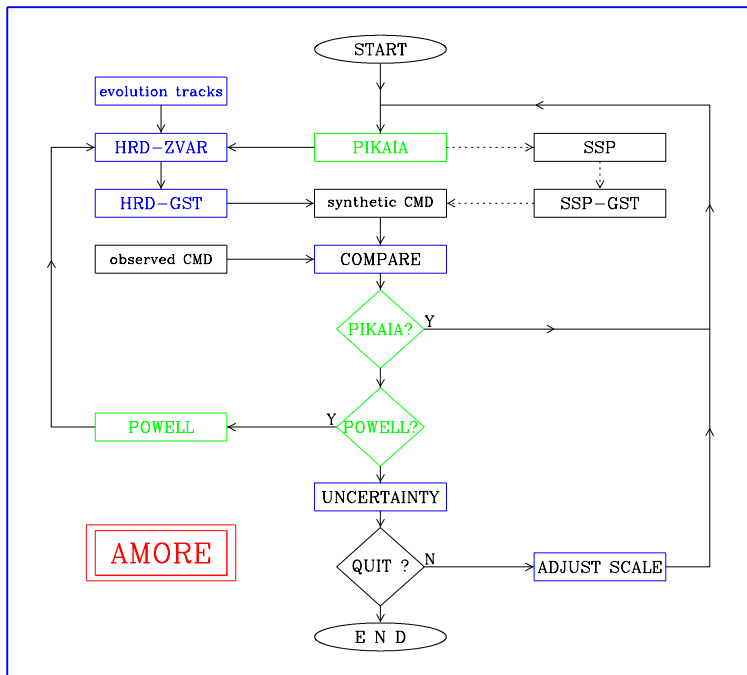 START
evolution tracks
HRD-ZVAR
PIKAIA
SSP
HRD-GST
synthetic CMD
SSP-GST
observed CMD
COMPARE
PIKAIA?
Y
POWELL
Y
POWELL?
UNCERTAINTY
AMORE
QUIT ?
N
ADJUST SCALE
E N D